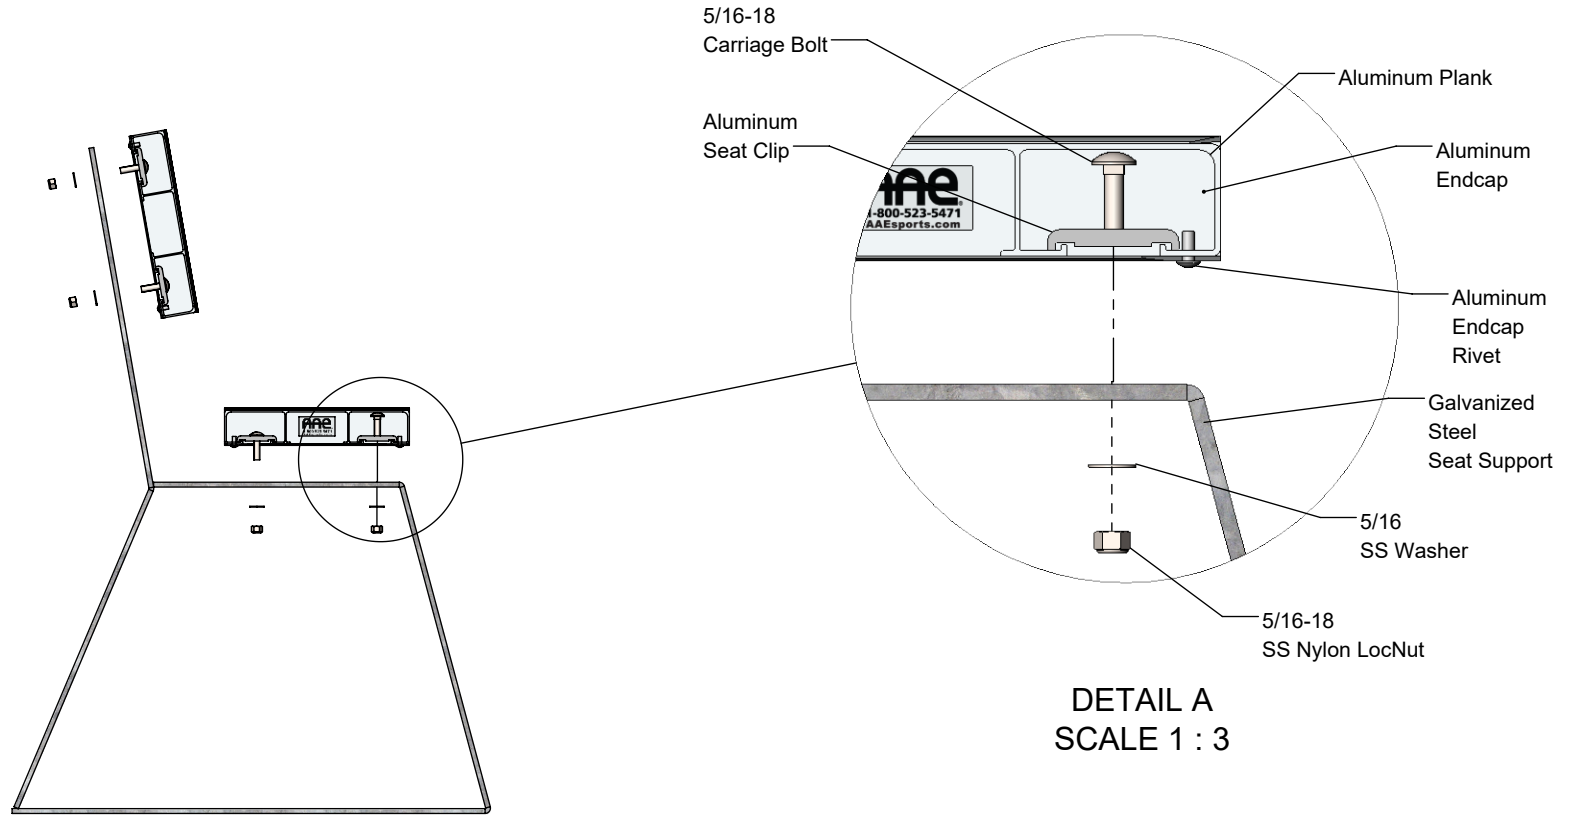 5/16-18
Carriage Bolt
Aluminum
Seat Clip
Aluminum Plank
Aluminum
Endcap
AAE
1-800-523-5471
AAEsports.com
Aluminum
Endcap
Rivet
Galvanized
Steel
Seat Support
5/16
SS Washer
5/16-18
SS Nylon LocNut
DETAIL A
SCALE 1 : 3
AAE